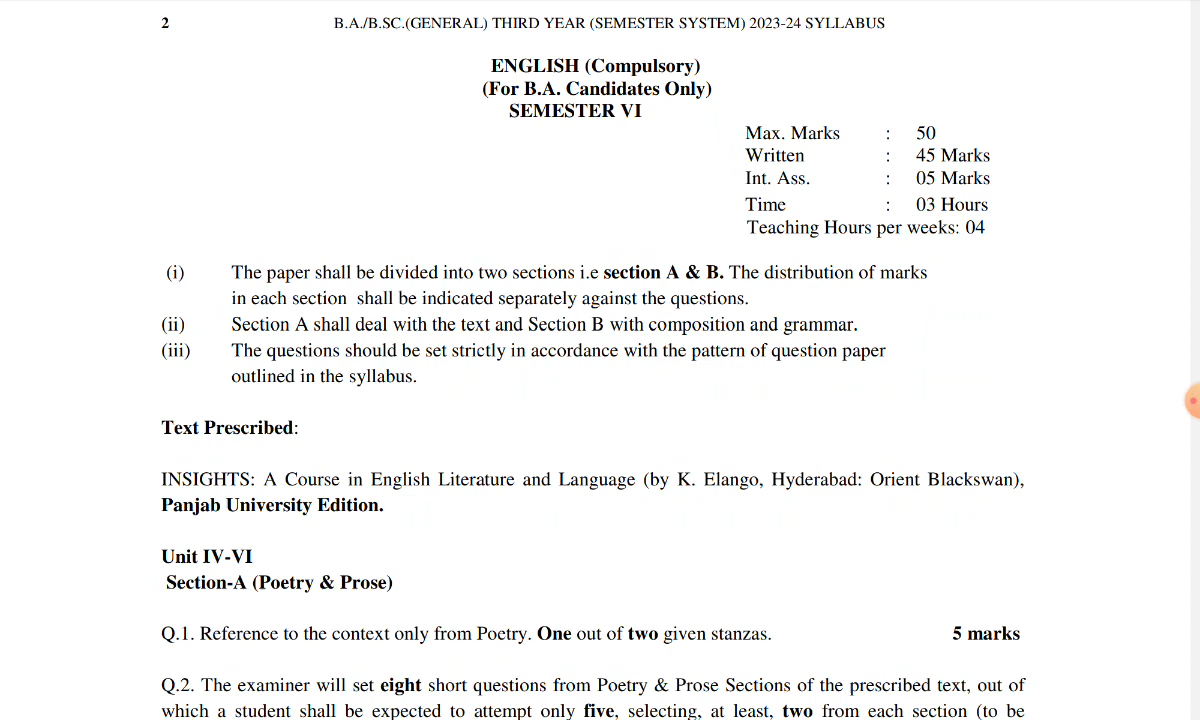 2 B.A./B.SC.(GENERAL) THIRD YEAR (SEMESTER SYSTEM) 2023-24 SYLLABUS
ENGLISH (Compulsory)
(For B.A. Candidates Only)
SEMESTER VI
Max. Marks : 50
Written : 45 Marks
Int. Ass. : 05 Marks
Time : 03 Hours
Teaching Hours per weeks: 04
(i) The paper shall be divided into two sections i.e section A & B. The distribution of marks
in each section shall be indicated separately against the questions.
(ii) Section A shall deal with the text and Section B with composition and grammar.
(iii) The questions should be set strictly in accordance with the pattern of question paper
outlined in the syllabus.
Text Prescribed:
INSIGHTS: A Course in English Literature and Language (by K. Elango, Hyderabad: Orient Blackswan),
Panjab University Edition.
Unit IV-VI
Section-A (Poetry & Prose)
Q.1. Reference to the context only from Poetry. One out of two given stanzas. 5 marks
Q.2. The examiner will set eight short questions from Poetry & Prose Sections of the prescribed text, out of
which a student shall be expected to attempt only five, selecting, at least, two from each section (to be